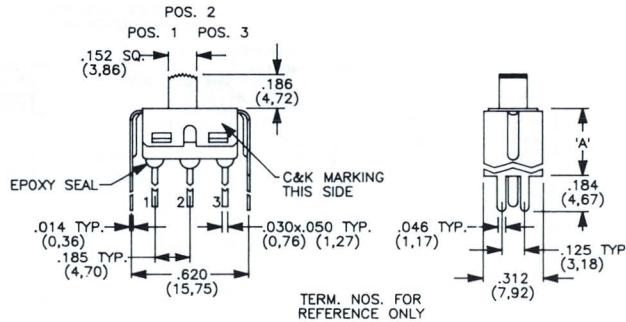 POS. 2
POS. 1 POS. 3
.152 SQ.
(3,86)
.186
(4,72)
EPOXY SEAL
C&K MARKING
THIS SIDE
1 2 3
.014 TYP.
(0,36)
.030x.050 TYP.
(0,76) (1,27)
.185 TYP.
(4,70)
.620
(15,75)
'A'
.184
(4,67)
.046 TYP.
(1,17)
.125 TYP
(3,18)
.312
(7,92)
TERM. NOS. FOR
REFERENCE ONLY